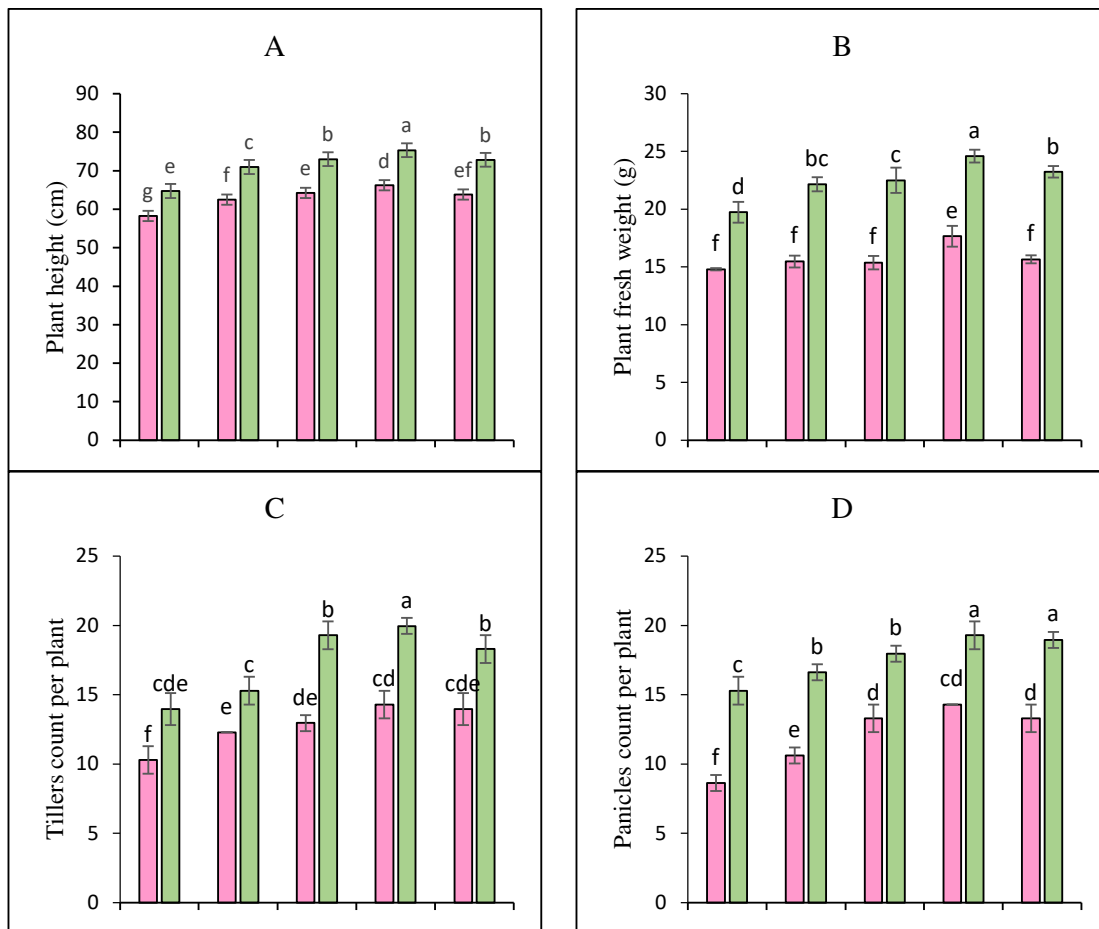 A
Plant height (cm)
90
80
70
60
50
40
30
20
10
0
g e f c e b d a ef b
B
Plant fresh weight (g)
30
25
20
15
10
5
0
f d f bc f c e a f b
C
Tillers count per plant
25
20
15
10
5
0
f cde e c de b cd a cde b
D
Panicles count per plant
25
20
15
10
5
0
f c e b d b cd a d a